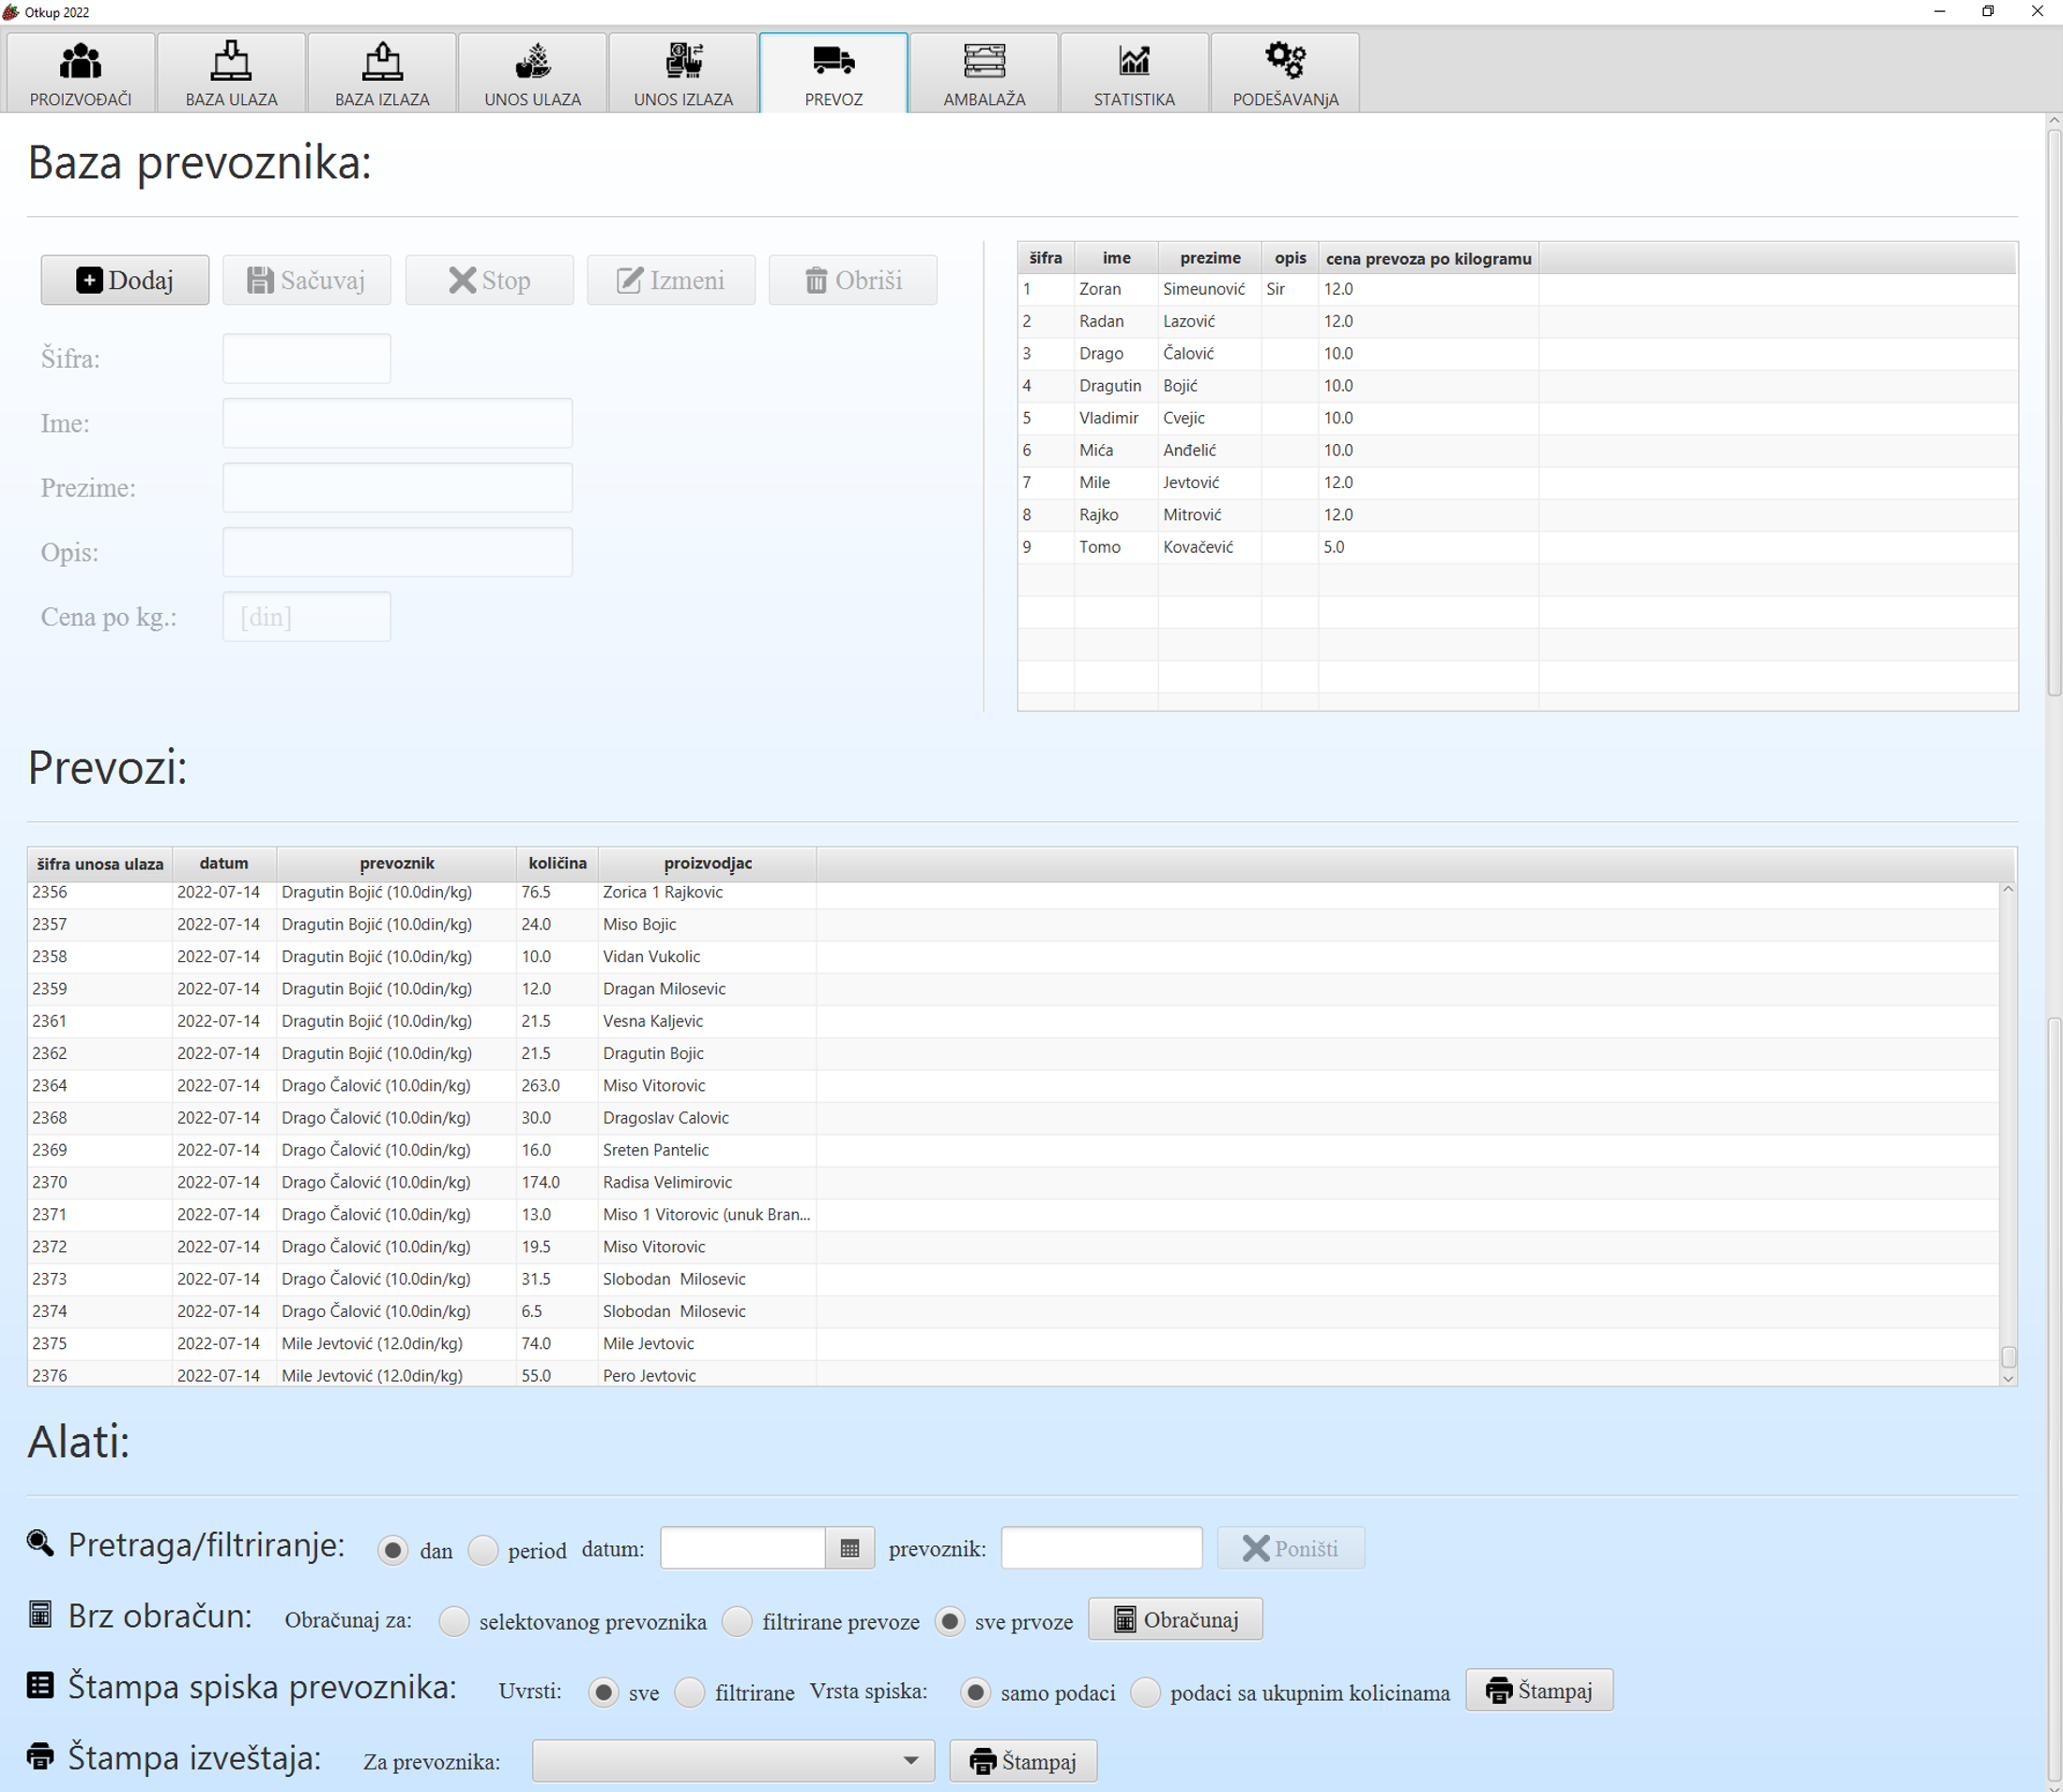 Otkup 2022
PROIZVOĐAČI BAZA ULAZA BAZA IZLAZA UNOS ULAZA UNOS IZLAZA PREVOZ AMBALAŽA STATISTIKA PODEŠAVANjA
Baza prevoznika:
Dodaj Sačuvaj Stop Izmeni Obriši
Šifra:
Ime:
Prezime:
Opis:
Cena po kg.: [din]
šifra ime prezime opis cena prevoza po kilogramu
1 Zoran Simeunović Sir 12.0
2 Radan Lazović 12.0
3 Drago Čalović 10.0
4 Dragutin Bojić 10.0
5 Vladimir Cvejic 10.0
6 Mića Anđelić 10.0
7 Mile Jevtović 12.0
8 Rajko Mitrović 12.0
9 Tomo Kovačević 5.0
Prevozi:
šifra unosa ulaza datum prevoznik količina proizvodjac
2356 2022-07-14 Dragutin Bojić (10.0din/kg) 76.5 Zorica 1 Rajkovic
2357 2022-07-14 Dragutin Bojić (10.0din/kg) 24.0 Miso Bojic
2358 2022-07-14 Dragutin Bojić (10.0din/kg) 10.0 Vidan Vukolic
2359 2022-07-14 Dragutin Bojić (10.0din/kg) 12.0 Dragan Milosevic
2361 2022-07-14 Dragutin Bojić (10.0din/kg) 21.5 Vesna Kaljevic
2362 2022-07-14 Dragutin Bojić (10.0din/kg) 21.5 Dragutin Bojic
2364 2022-07-14 Drago Čalović (10.0din/kg) 263.0 Miso Vitorovic
2368 2022-07-14 Drago Čalović (10.0din/kg) 30.0 Dragoslav Calovic
2369 2022-07-14 Drago Čalović (10.0din/kg) 16.0 Sreten Pantelic
2370 2022-07-14 Drago Čalović (10.0din/kg) 174.0 Radisa Velimirovic
2371 2022-07-14 Drago Čalović (10.0din/kg) 13.0 Miso 1 Vitorovic (unuk Bran...
2372 2022-07-14 Drago Čalović (10.0din/kg) 19.5 Miso Vitorovic
2373 2022-07-14 Drago Čalović (10.0din/kg) 31.5 Slobodan Milosevic
2374 2022-07-14 Drago Čalović (10.0din/kg) 6.5 Slobodan Milosevic
2375 2022-07-14 Mile Jevtović (12.0din/kg) 74.0 Mile Jevtovic
2376 2022-07-14 Mile Jevtović (12.0din/kg) 55.0 Pero Jevtovic
Alati:
Pretraga/filtriranje: dan period datum: prevoznik: Poništi
Brz obračun: Obračunaj za: selektovanog prevoznika filtrirane prevoze sve prvoze Obračunaj
Štampa spiska prevoznika: Uvrsti: sve filtrirane Vrsta spiska: samo podaci podaci sa ukupnim kolicinama Štampaj
Štampa izveštaja: Za prevoznika: Štampaj